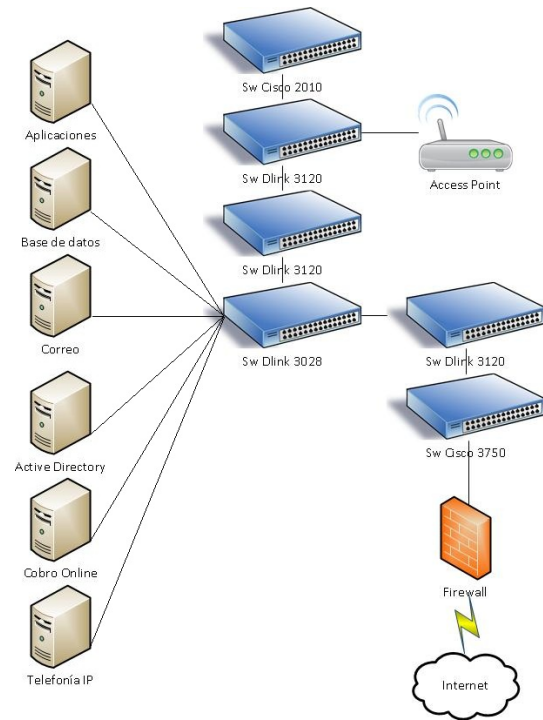 Sw Cisco 2010
Aplicaciones
Sw Dlink 3120
Access Point
Base de datos
Sw Dlink 3120
Correo
Sw Dlink 3028
Sw Dlink 3120
Active Directory
Sw Cisco 3750
Cobro Online
Firewall
Telefonía IP
Internet